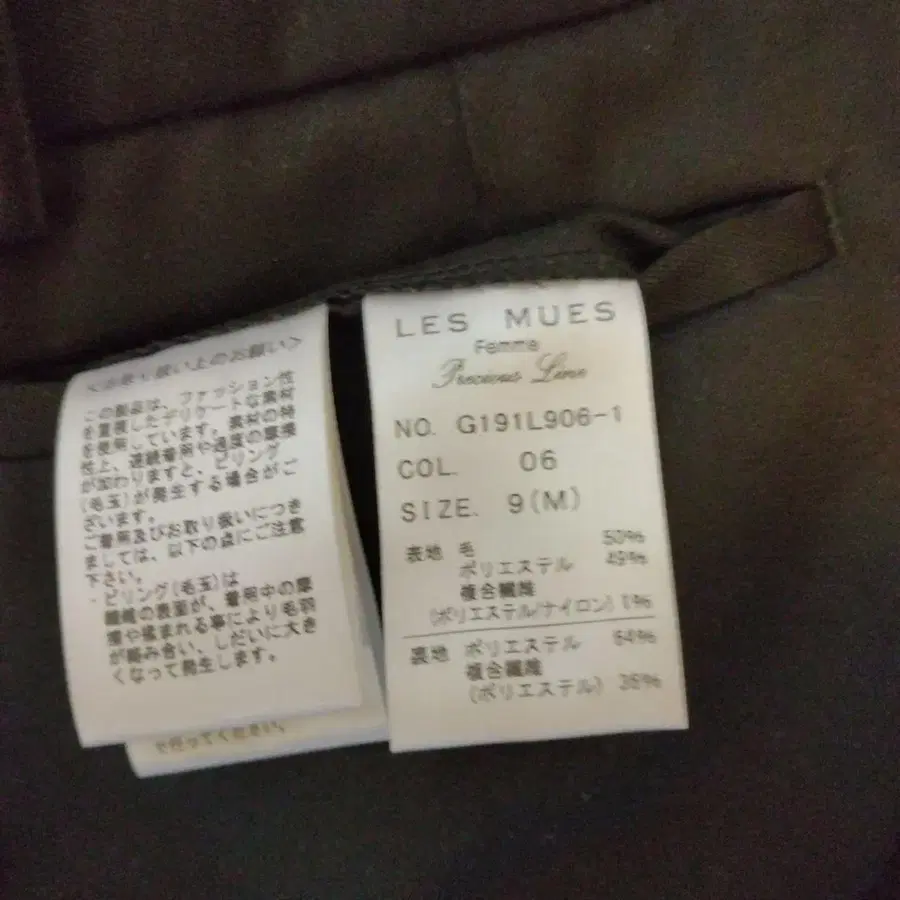 <お取り扱い上のお願い>
この製品は、ファッション性
を重視したデリケートな素材
を使用しています。素材の特
性上、連続着用や過度の摩擦
が加わりますと、ピリング
(毛玉)が発生する場合がご
ざいます。
ご着用及びお取り扱いにつき
ましては、以下の点にご注意
下さい。
・ピリング(毛玉)は
繊維の表面が、着用中の摩
擦や揉まれる事により毛羽
が絡み合い、しだいに大き
くなって発生します。
で行ってください。
LES MUES
Femme
Precious Line
NO. G191L906-1
COL. 06
SIZE. 9(M)
表地 毛 50%
ポリエステル 49%
複合繊維
(ポリエステル/ナイロン) 1%
裏地 ポリエステル 64%
複合繊維
(ポリエステル) 36%